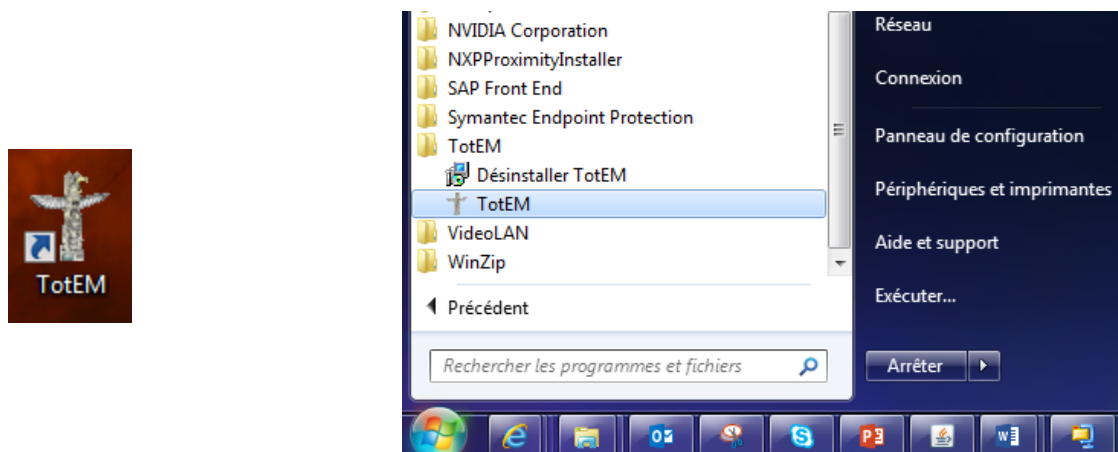 TotEM
NVIDIA Corporation
NXPProximityInstaller
SAP Front End
Symantec Endpoint Protection
TotEM
Désinstaller TotEM
TotEM
VideoLAN
WinZip
Précédent
Rechercher les programmes et fichiers
Réseau
Connexion
Panneau de configuration
Périphériques et imprimantes
Aide et support
Exécuter...
Arrêter